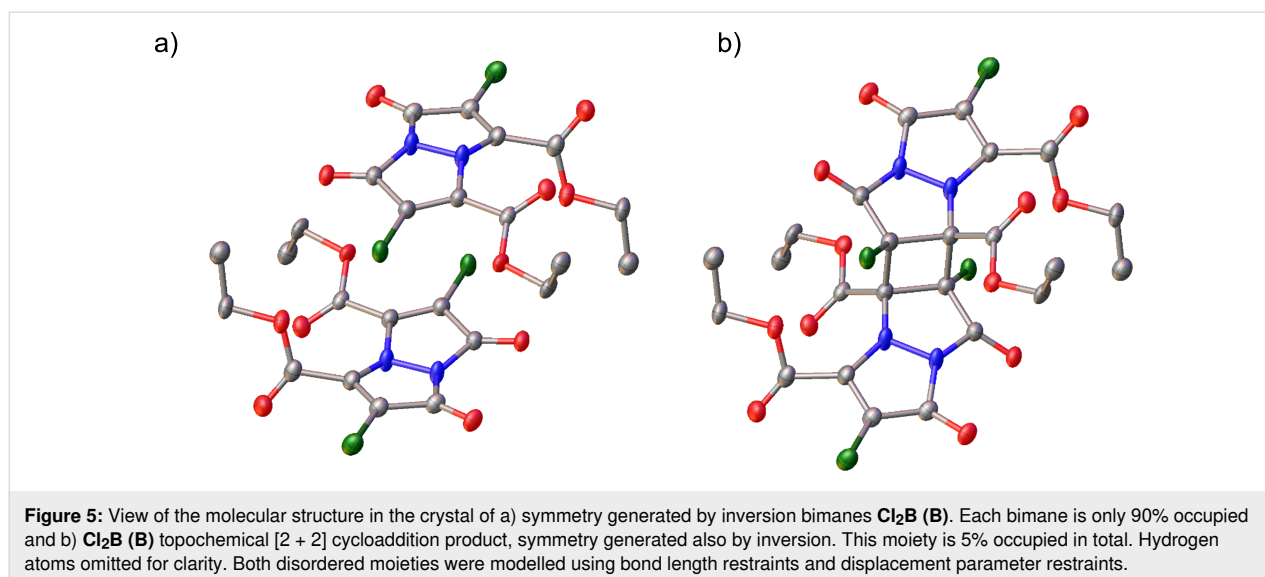 a)
b)
Figure 5: View of the molecular structure in the crystal of a) symmetry generated by inversion bimanes Cl₂B (B). Each bimane is only 90% occupied
and b) Cl₂B (B) topochemical [2 + 2] cycloaddition product, symmetry generated also by inversion. This moiety is 5% occupied in total. Hydrogen
atoms omitted for clarity. Both disordered moieties were modelled using bond length restraints and displacement parameter restraints.